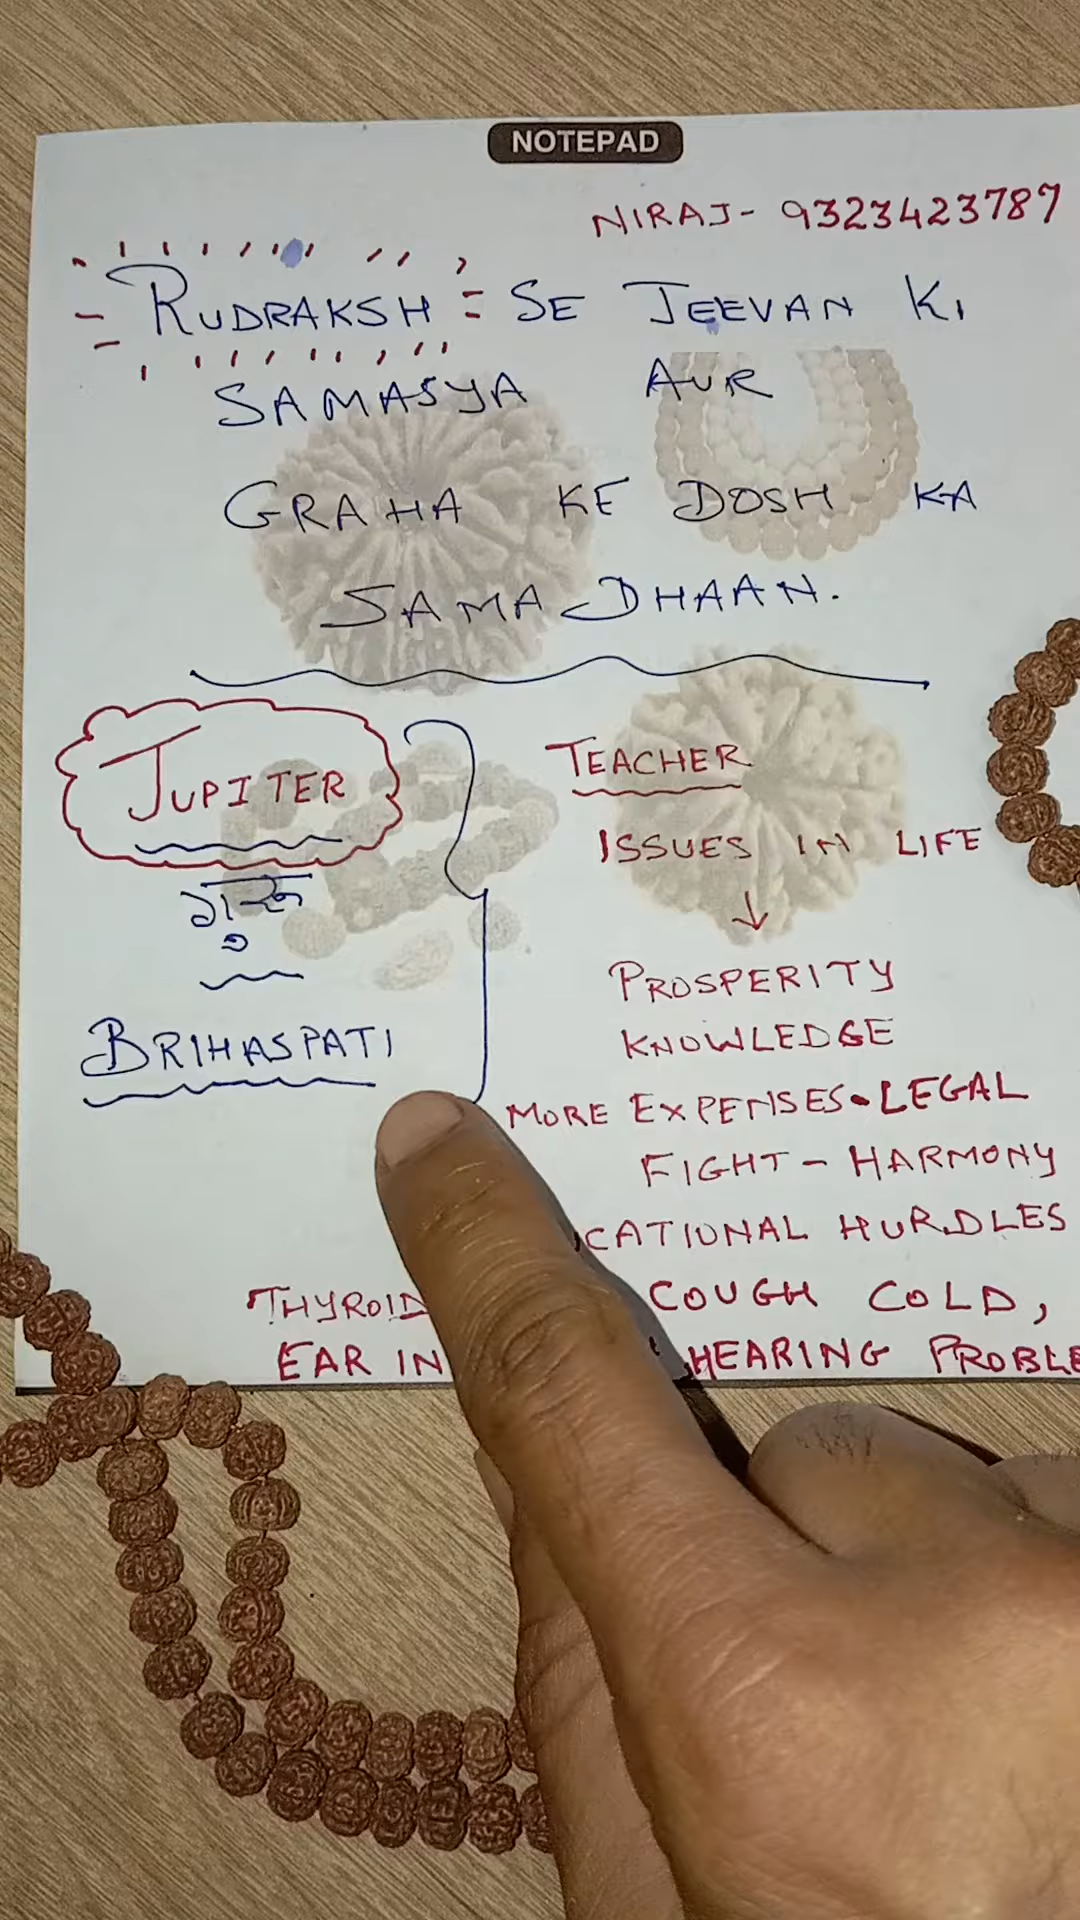 NOTEPAD
NIRAJ - 9323423787
RUDRAKSH SE JEEVAN KI
SAMASYA AUR
GRAHA KE DOSH KA
SAMADHAAN.
JUPITER
गुरू
BRIHASPATI
TEACHER
ISSUES IN LIFE
PROSPERITY
KNOWLEDGE
MORE EXPENSES • LEGAL
FIGHT - HARMONY
CATIONAL HURDLES
THYROID COUGH COLD,
EAR IN HEARING PROBLE